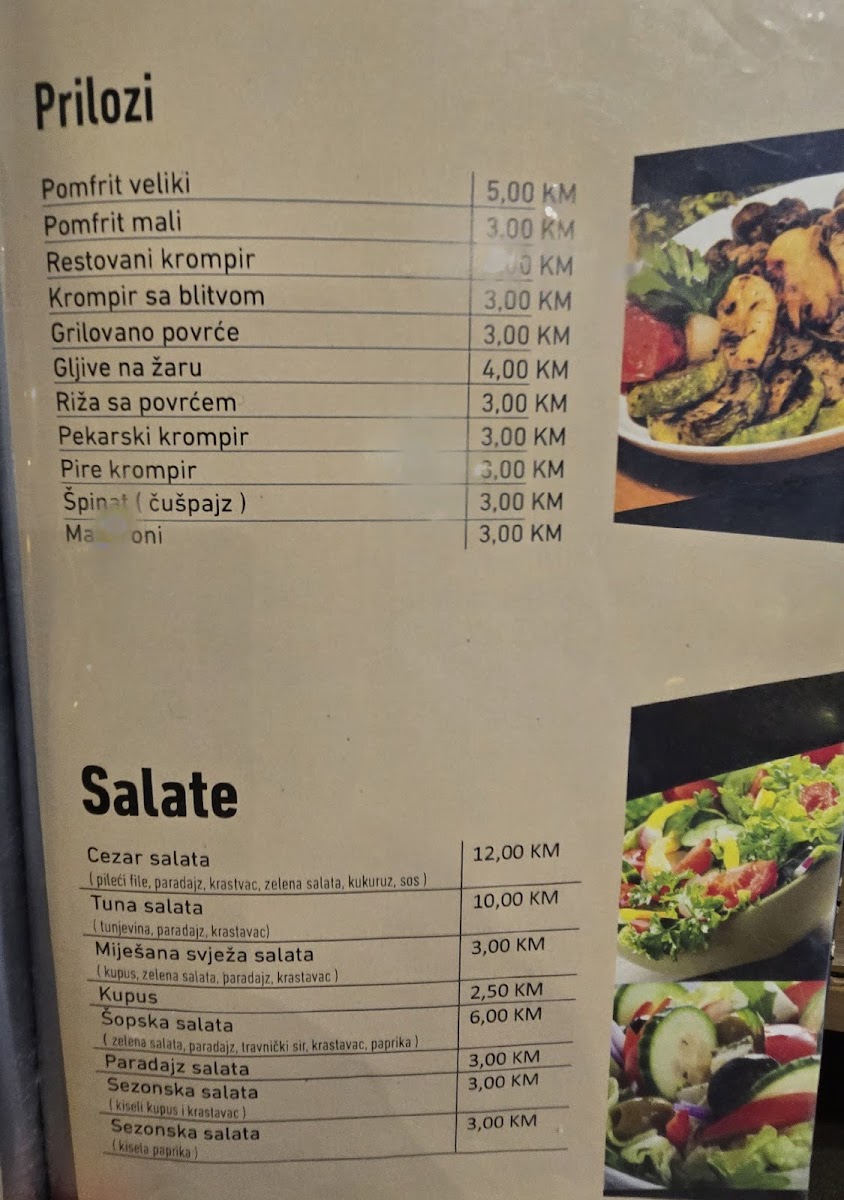 Prilozi
Pomfrit veliki 5,00 KM
Pomfrit mali 3,00 KM
Restovani krompir KM
Krompir sa blitvom 3,00 KM
Grilovano povrće 3,00 KM
Gljive na žaru 4,00 KM
Riža sa povrćem 3,00 KM
Pekarski krompir 3,00 KM
Pire krompir 3,00 KM
Špinat ( čušpajz ) 3,00 KM
3,00 KM
Salate
Cezar salata 12,00 KM
( pileći file, paradajz, krastvac, zelena salata, kukuruz, sos )
Tuna salata 10,00 KM
( tunjevina, paradajz, krastavac)
Miješana svježa salata 3,00 KM
( kupus, zelena salata, paradajz, krastavac )
Kupus 2,50 KM
Šopska salata 6,00 KM
( zelena salata, paradajz, travnički sir, krastavac, paprika )
Paradajz salata 3,00 KM
Sezonska salata 3,00 KM
( kiseli kupus i krastavac )
Sezonska salata 3,00 KM
( kisela paprika )